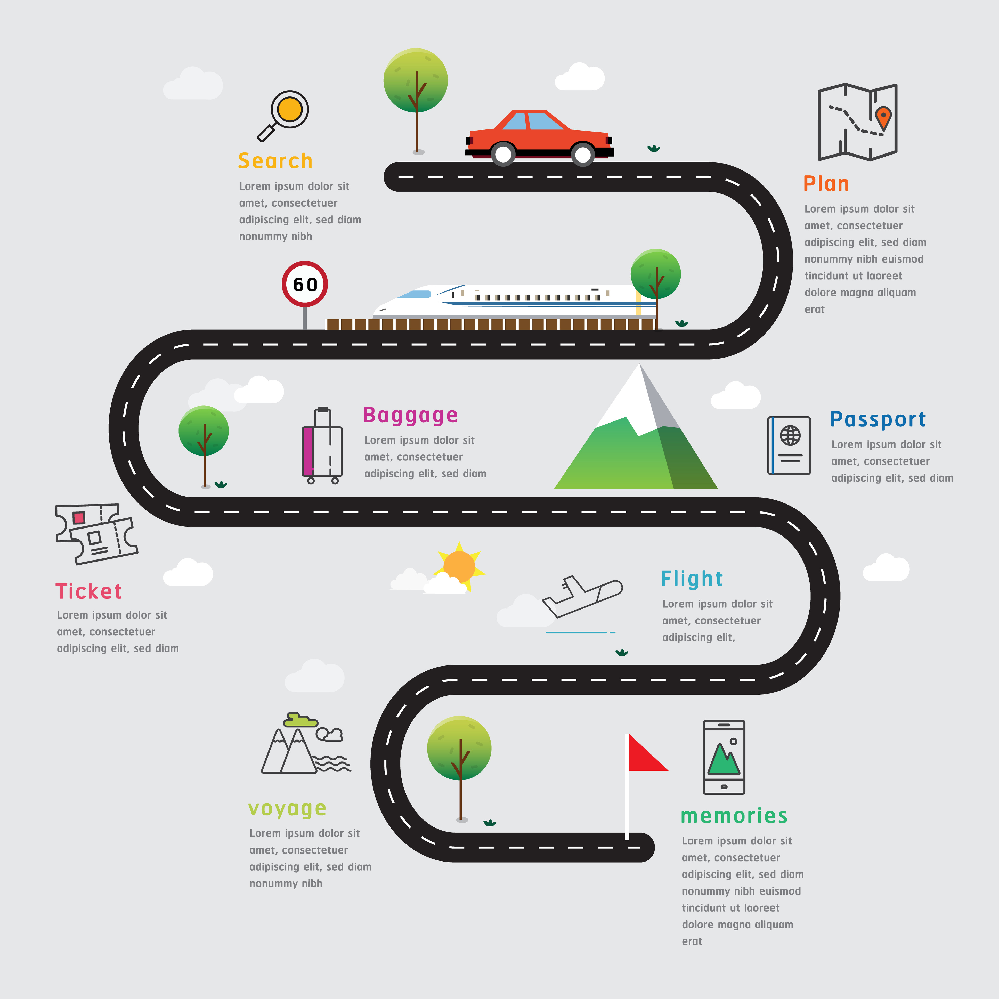 Search
Lorem ipsum dolor sit
amet, consectetuer
adipiscing elit, sed diam
nonummy nibh
Plan
Lorem ipsum dolor sit
amet, consectetuer
adipiscing elit, sed diam
nonummy nibh euismod
tincidunt ut laoreet
dolore magna aliquam
erat
60
Baggage
Lorem ipsum dolor sit
amet, consectetuer
adipiscing elit, sed diam
Passport
Lorem ipsum dolor sit
amet, consectetuer
adipiscing elit, sed diam
Ticket
Lorem ipsum dolor sit
amet, consectetuer
adipiscing elit, sed diam
Flight
Lorem ipsum dolor sit
amet, consectetuer
adipiscing elit,
voyage
Lorem ipsum dolor sit
amet, consectetuer
adipiscing elit, sed diam
nonummy nibh
memories
Lorem ipsum dolor sit
amet, consectetuer
adipiscing elit, sed diam
nonummy nibh euismod
tincidunt ut laoreet
dolore magna aliquam
erat